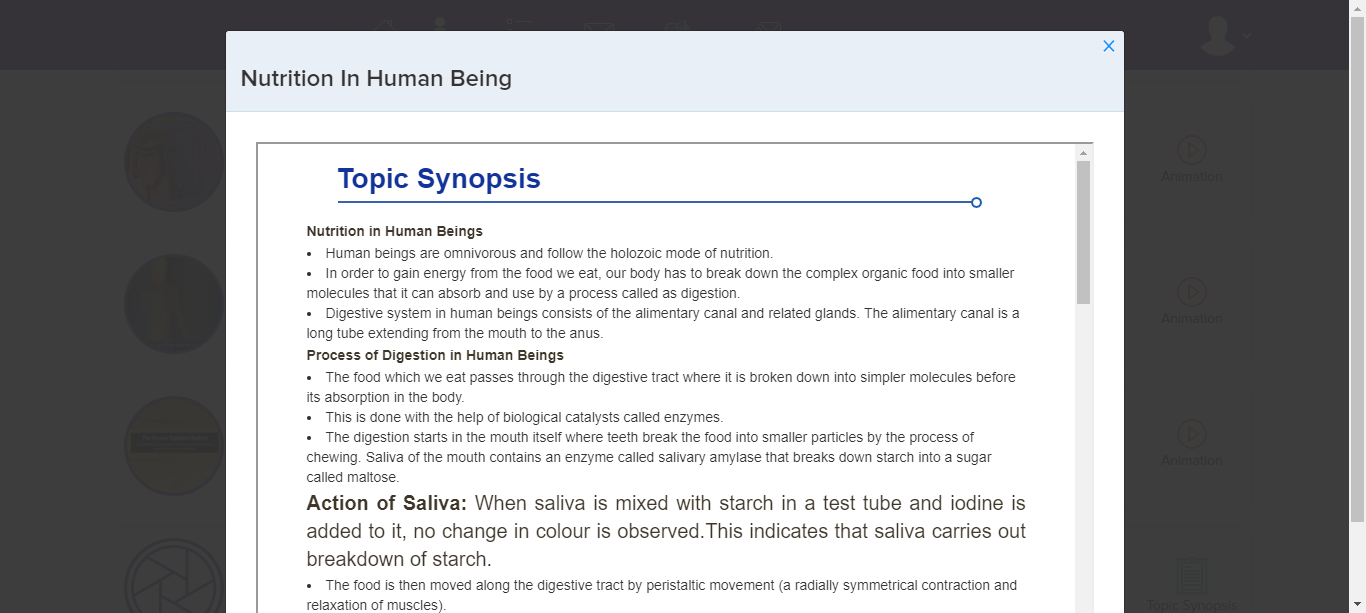 Nutrition In Human Being
Topic Synopsis
Nutrition in Human Beings
• Human beings are omnivorous and follow the holozoic mode of nutrition.
• In order to gain energy from the food we eat, our body has to break down the complex organic food into smaller
molecules that it can absorb and use by a process called as digestion.
• Digestive system in human beings consists of the alimentary canal and related glands. The alimentary canal is a
long tube extending from the mouth to the anus.
Process of Digestion in Human Beings
• The food which we eat passes through the digestive tract where it is broken down into simpler molecules before
its absorption in the body.
• This is done with the help of biological catalysts called enzymes.
• The digestion starts in the mouth itself where teeth break the food into smaller particles by the process of
chewing. Saliva of the mouth contains an enzyme called salivary amylase that breaks down starch into a sugar
called maltose.
Action of Saliva: When saliva is mixed with starch in a test tube and iodine is
added to it, no change in colour is observed.This indicates that saliva carries out
breakdown of starch.
• The food is then moved along the digestive tract by peristaltic movement (a radially symmetrical contraction and
relaxation of muscles).
Animation
Animation
Animation
Topic Synopsis